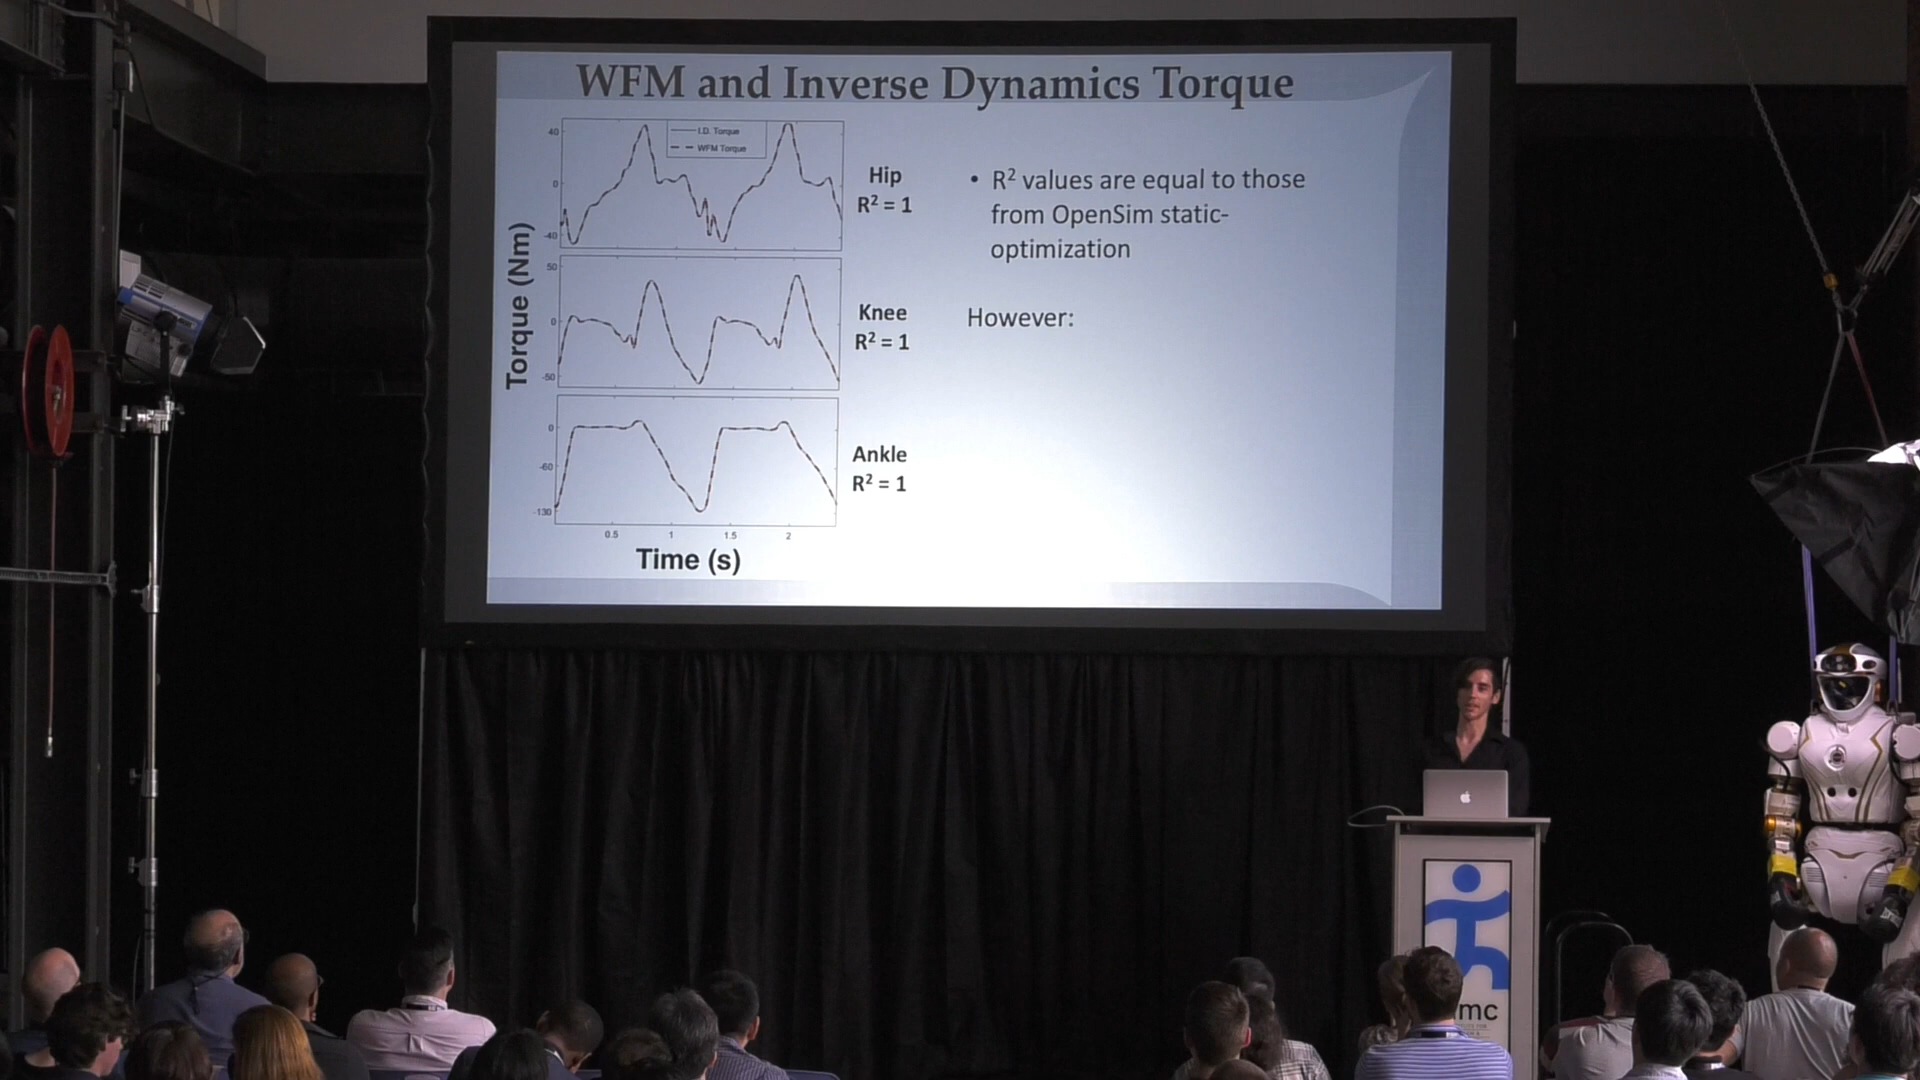 WFM and Inverse Dynamics Torque
I.D. Torque
WFM Torque
40
0
-40
Hip
R² = 1
50
0
-50
Knee
R² = 1
0
-60
-130
Ankle
R² = 1
Torque (Nm)
0.5 1 1.5 2
Time (s)
• R² values are equal to those
from OpenSim static-
optimization
However:
mc